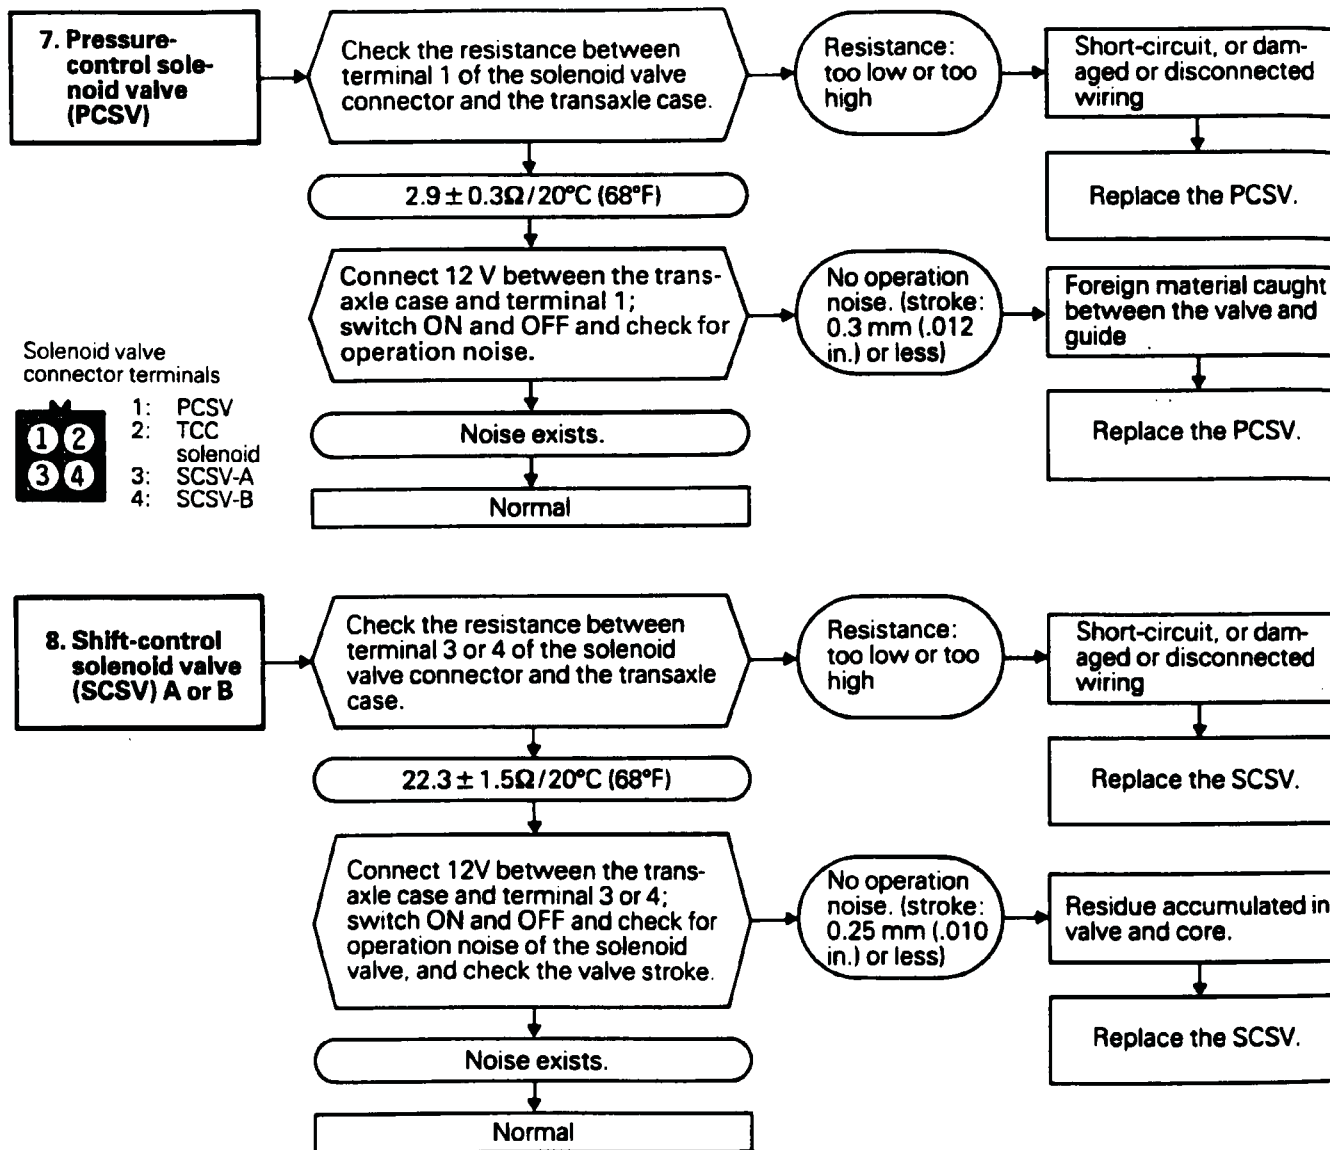 7. Pressure-
control sole-
noid valve
(PCSV)
Check the resistance between
terminal 1 of the solenoid valve
connector and the transaxle case.
Resistance:
too low or too
high
Short-circuit, or dam-
aged or disconnected
wiring
2.9 ± 0.3Ω/20°C (68°F)
Replace the PCSV.
Connect 12 V between the trans-
axle case and terminal 1;
switch ON and OFF and check for
operation noise.
No operation
noise. (stroke:
0.3 mm (.012
in.) or less)
Foreign material caught
between the valve and
guide
Noise exists.
Replace the PCSV.
Normal
Solenoid valve
connector terminals
1 2
3 4
1: PCSV
2: TCC
solenoid
3: SCSV-A
4: SCSV-B
8. Shift-control
solenoid valve
(SCSV) A or B
Check the resistance between
terminal 3 or 4 of the solenoid
valve connector and the transaxle
case.
Resistance:
too low or too
high
Short-circuit, or dam-
aged or disconnected
wiring
22.3 ± 1.5Ω/20°C (68°F)
Replace the SCSV.
Connect 12V between the trans-
axle case and terminal 3 or 4;
switch ON and OFF and check for
operation noise of the solenoid
valve, and check the valve stroke.
No operation
noise. (stroke:
0.25 mm (.010
in.) or less)
Residue accumulated in
valve and core.
Noise exists.
Replace the SCSV.
Normal